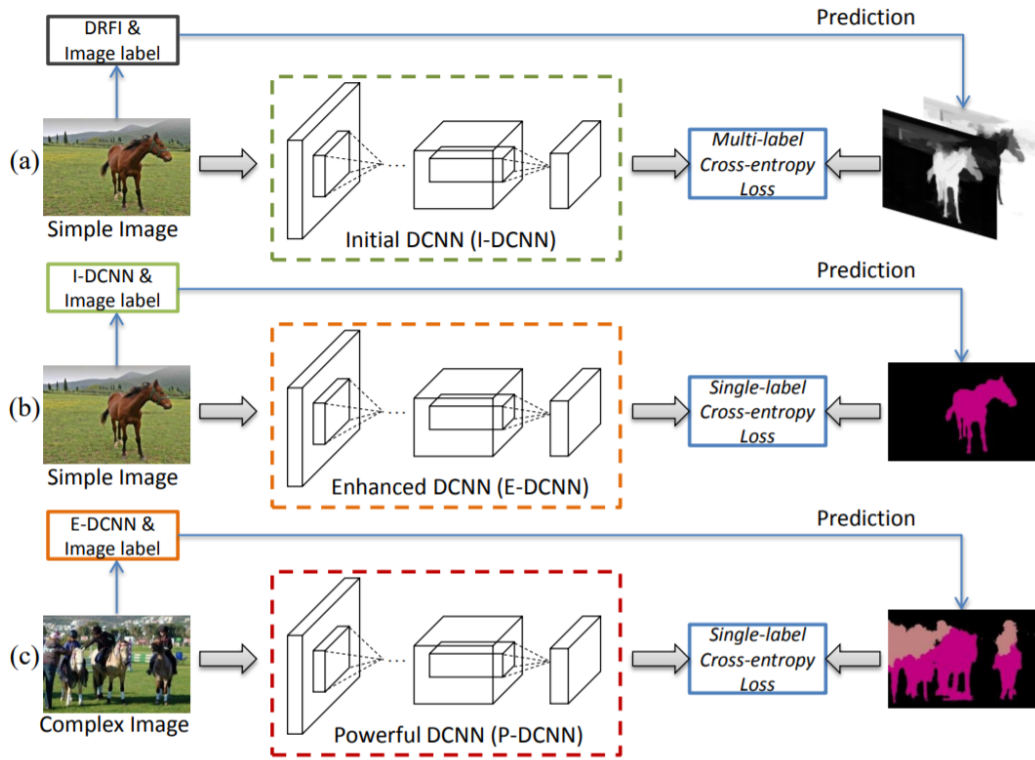 DRFI &
Image label
Prediction
(a)
Simple Image
Initial DCNN (I-DCNN)
Multi-label
Cross-entropy
Loss
I-DCNN &
Image label
Prediction
(b)
Simple Image
Enhanced DCNN (E-DCNN)
Single-label
Cross-entropy
Loss
E-DCNN &
Image label
Prediction
(c)
Complex Image
Powerful DCNN (P-DCNN)
Single-label
Cross-entropy
Loss